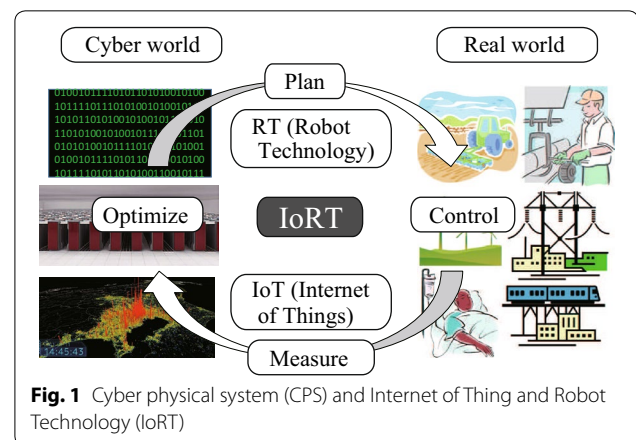 Cyber world
Real world
Plan
RT (Robot
Technology)
Optimize
IoRT
Control
IoT (Internet
of Things)
Measure
14:45:43
Fig. 1 Cyber physical system (CPS) and Internet of Thing and Robot
Technology (IoRT)